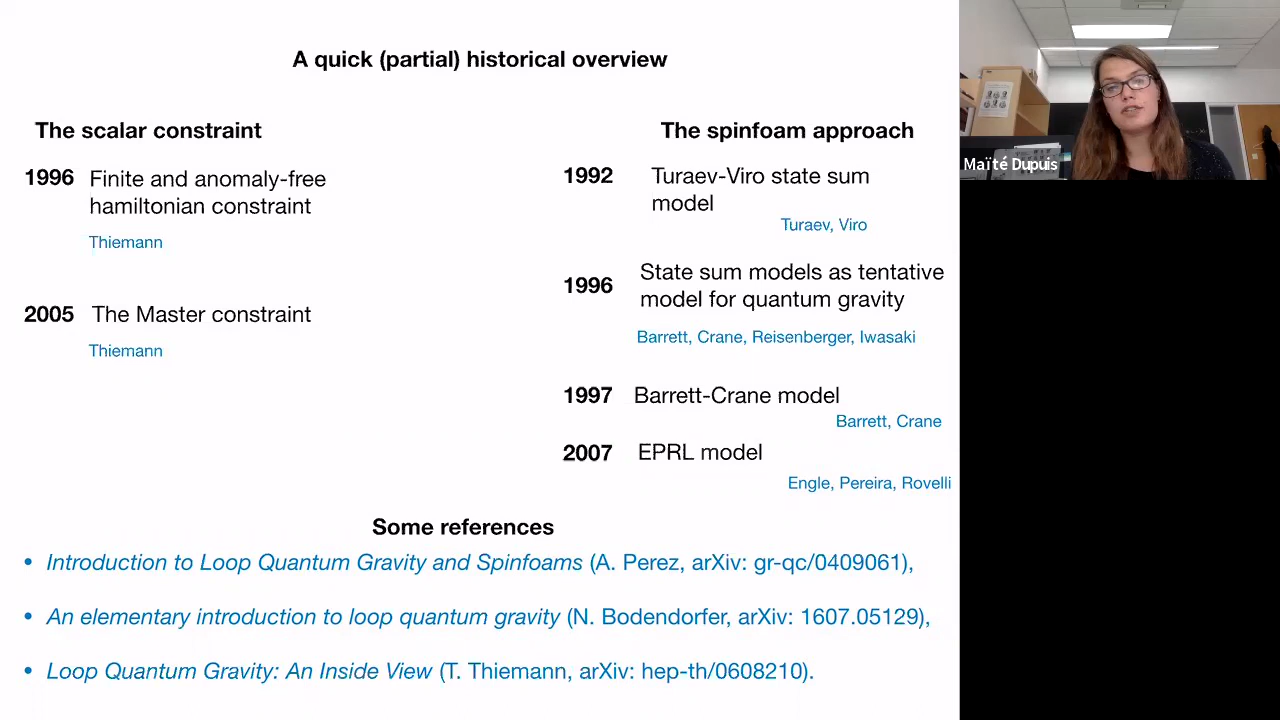 A quick (partial) historical overview
The scalar constraint
1996 Finite and anomaly-free
hamiltonian constraint
Thiemann
2005 The Master constraint
Thiemann
The spinfoam approach
1992 Turaev-Viro state sum
model
Turaev, Viro
1996 State sum models as tentative
model for quantum gravity
Barrett, Crane, Reisenberger, Iwasaki
1997 Barrett-Crane model
Barrett, Crane
2007 EPRL model
Engle, Pereira, Rovelli
Some references
• Introduction to Loop Quantum Gravity and Spinfoams (A. Perez, arXiv: gr-qc/0409061),
• An elementary introduction to loop quantum gravity (N. Bodendorfer, arXiv: 1607.05129),
• Loop Quantum Gravity: An Inside View (T. Thiemann, arXiv: hep-th/0608210).
Maïté Dupuis